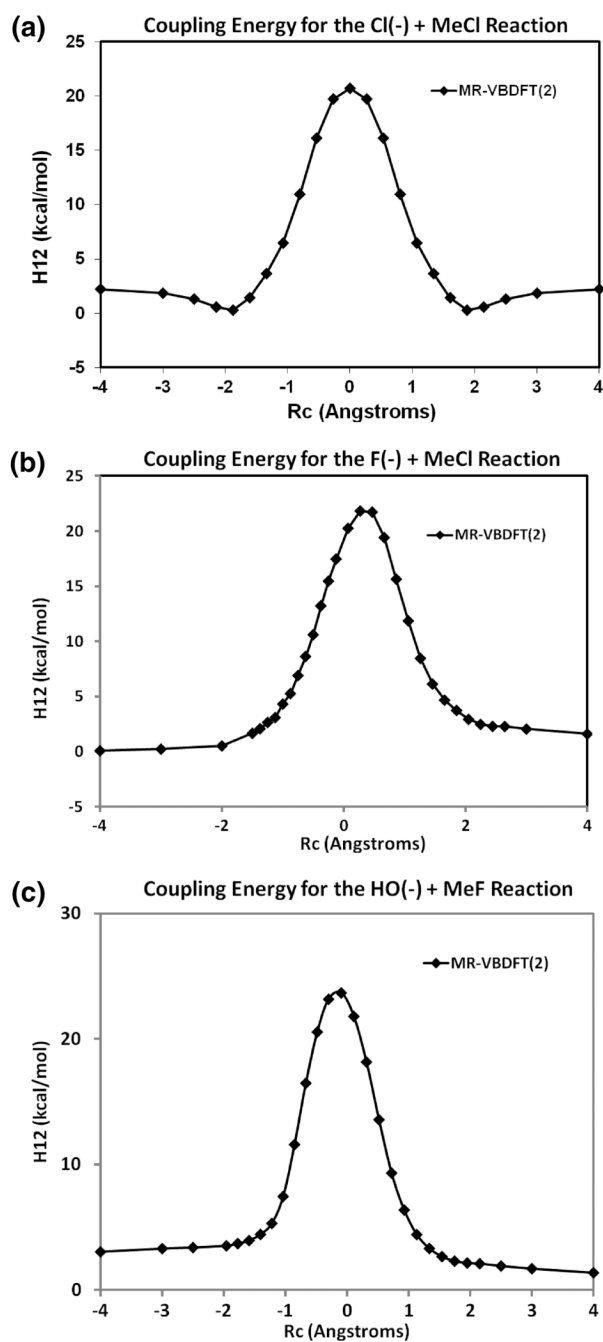 (a)
Coupling Energy for the Cl(-) + MeCl Reaction
25
20
15
10
5
0
-5
H12 (kcal/mol)
MR-VBDFT(2)
-4 -3 -2 -1 0 1 2 3 4
Rc (Angstroms)
(b)
Coupling Energy for the F(-) + MeCl Reaction
25
20
15
10
5
0
-5
H12 (kcal/mol)
MR-VBDFT(2)
-4 -2 0 2 4
Rc (Angstroms)
(c)
Coupling Energy for the HO(-) + MeF Reaction
30
20
10
0
H12 (kcal/mol)
MR-VBDFT(2)
-4 -3 -2 -1 0 1 2 3 4
Rc (Angstroms)